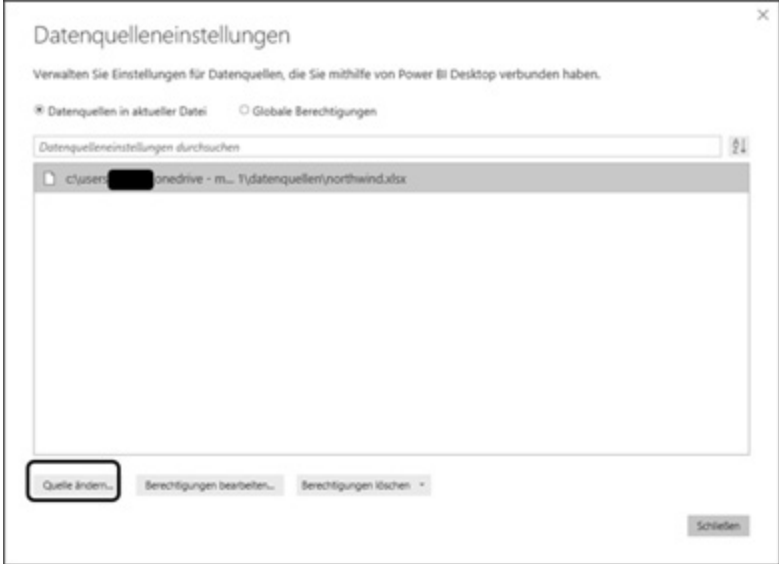 Datenquelleneinstellungen
Verwalten Sie Einstellungen für Datenquellen, die Sie mithilfe von Power BI Desktop verbunden haben.
Datenquellen in aktueller Datei Globale Berechtigungen
Datenquelleneinstellungen durchsuchen
c:\users onedrive - m... 1\datenquellen\northwind.xlsx
Quelle ändern... Berechtigungen bearbeiten... Berechtigungen löschen
Schließen